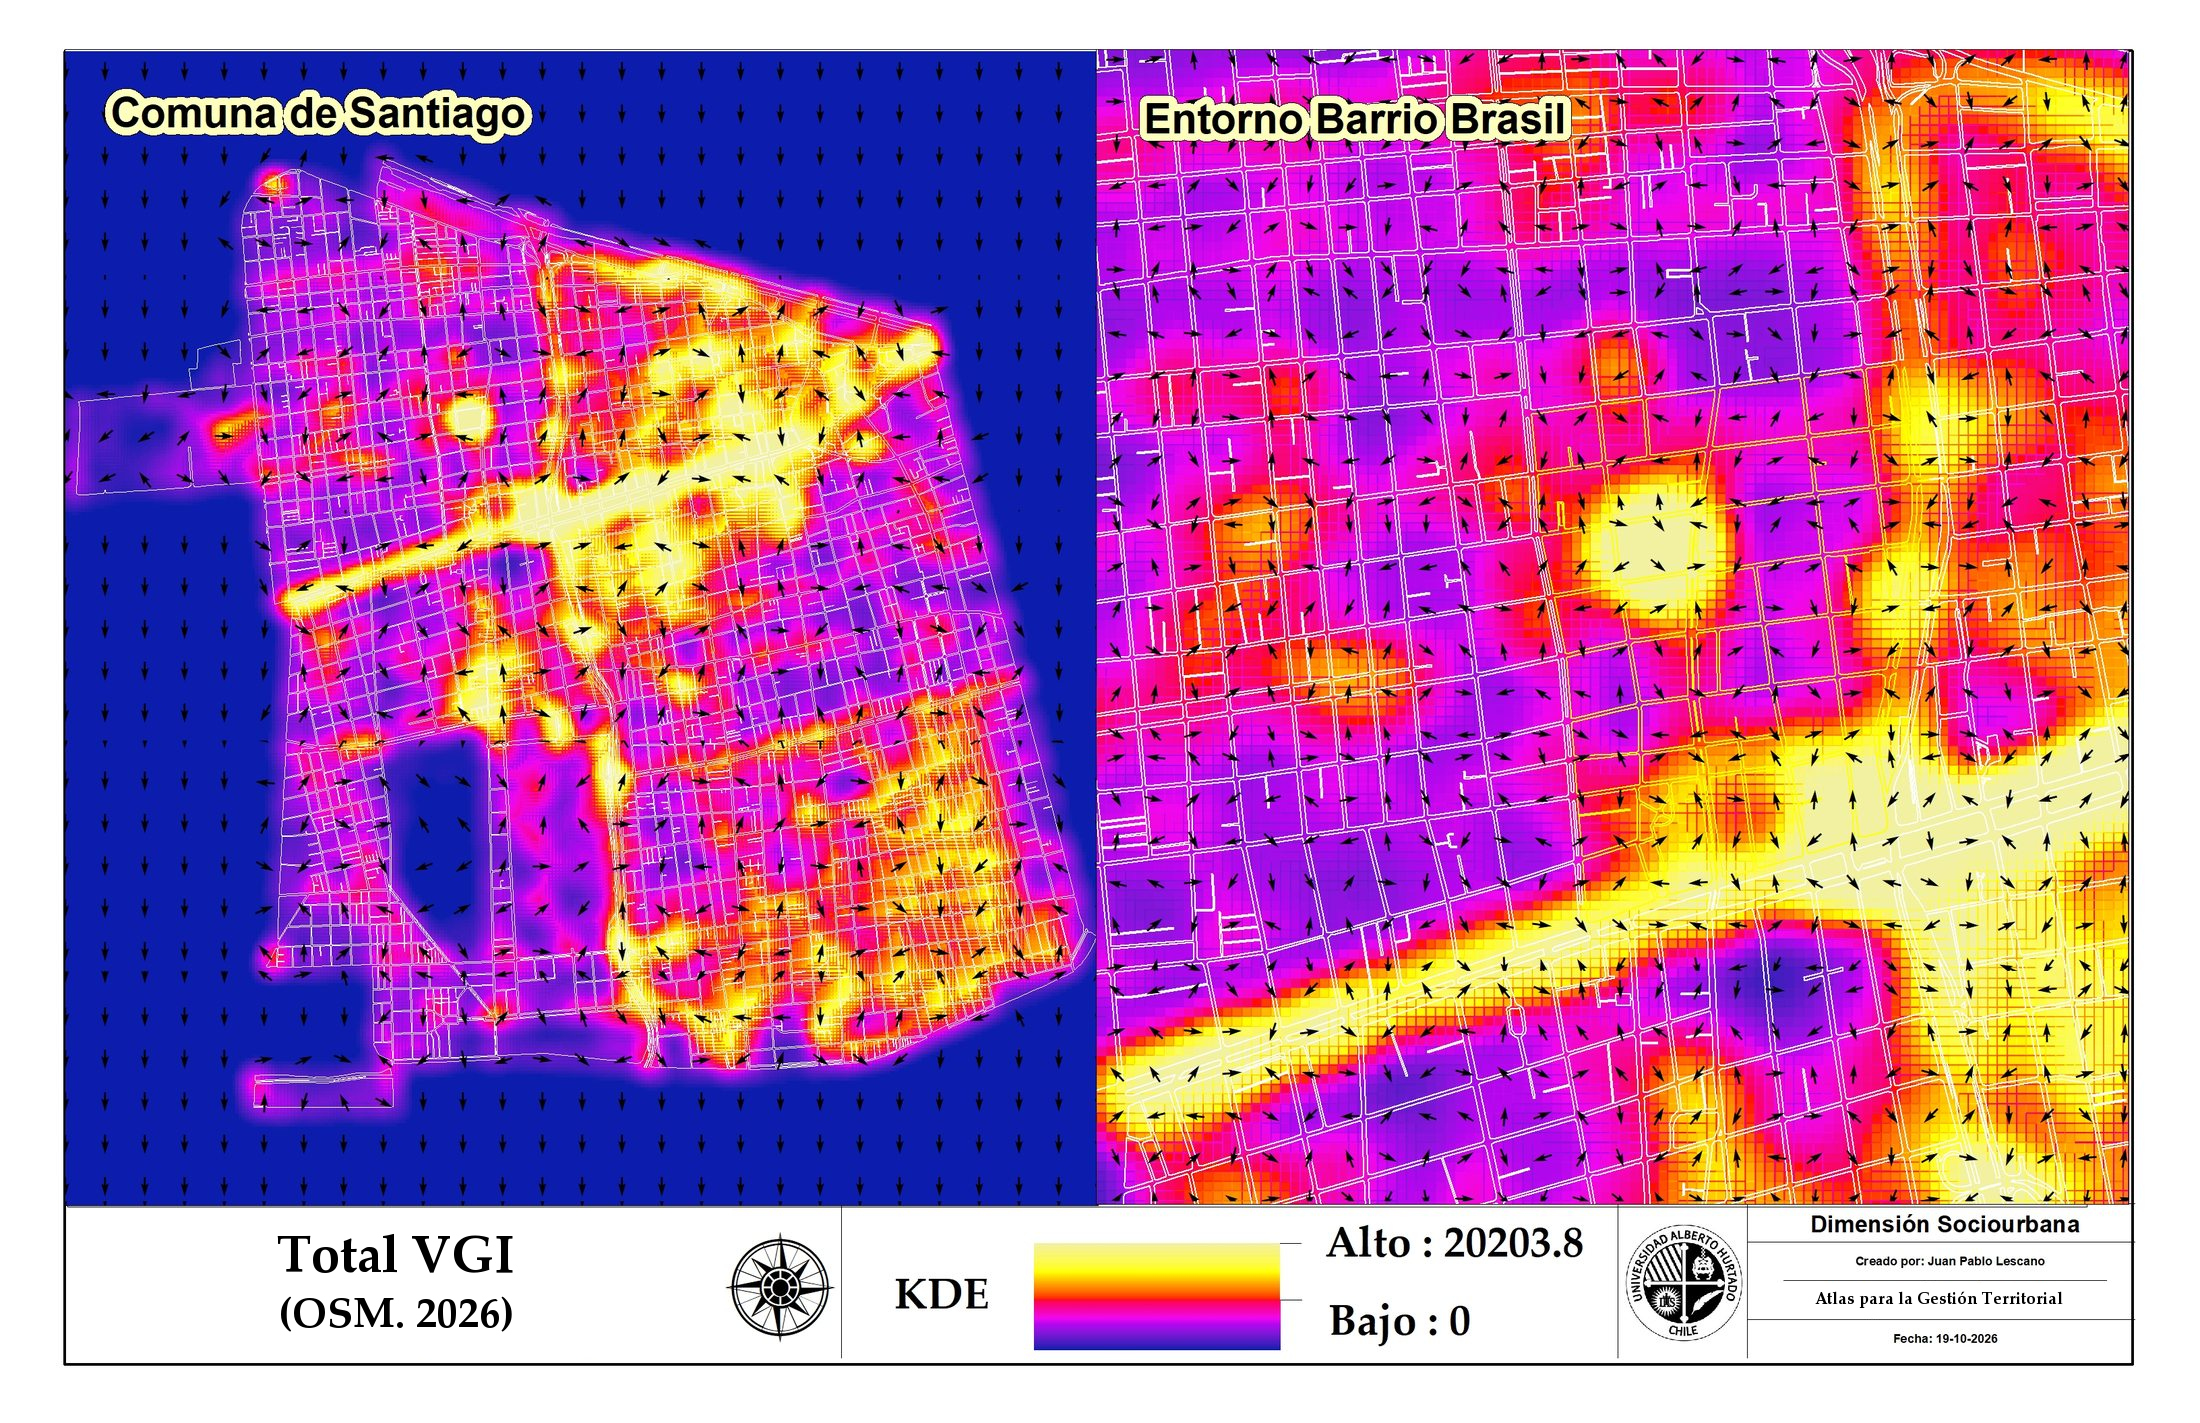 Comuna de Santiago
Entorno Barrio Brasil
Total VGI
(OSM. 2026)
KDE
Alto : 20203.8
Bajo : 0
UNIVERSIDAD ALBERTO HURTADO
CHILE
Dimensión Sociourbana
Creado por: Juan Pablo Lescano
Atlas para la Gestión Territorial
Fecha: 19-10-2026